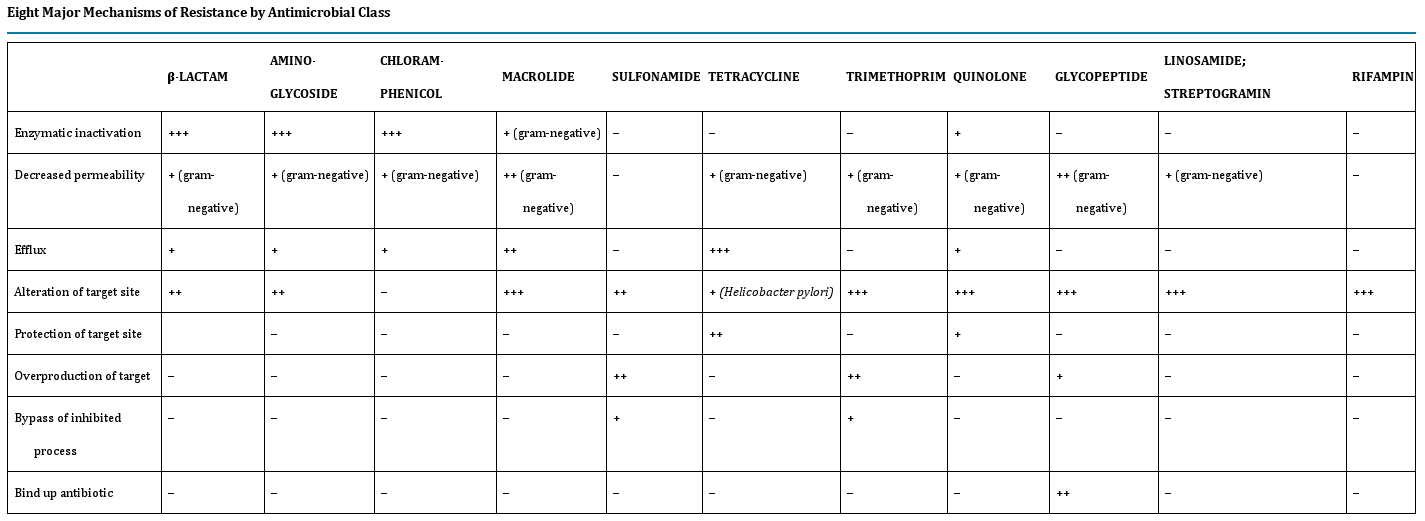 Eight Major Mechanisms of Resistance by Antimicrobial Class
β-LACTAM AMINO-GLYCOSIDE CHLORAM-PHENICOL MACROLIDE SULFONAMIDE TETRACYCLINE TRIMETHOPRIM QUINOLONE GLYCOPEPTIDE LINOSAMIDE; STREPTOGRAMIN RIFAMPIN
Enzymatic inactivation +++ +++ +++ + (gram-negative) – – – + – – –
Decreased permeability + (gram-negative) + (gram-negative) + (gram-negative) ++ (gram-negative) – + (gram-negative) + (gram-negative) + (gram-negative) ++ (gram-negative) + (gram-negative) –
Efflux + + + ++ – +++ – + – – –
Alteration of target site ++ ++ – +++ ++ + (Helicobacter pylori) +++ +++ +++ +++ +++
Protection of target site – – – – ++ – + – – –
Overproduction of target – – – – ++ – ++ – + – –
Bypass of inhibited process – – – – + – + – – – –
Bind up antibiotic – – – – – – – – ++ – –